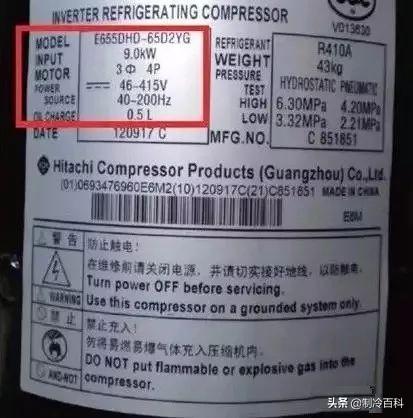 INVERTER REFRIGERATING COMPRESSOR
V013630
MODEL E655DHD-65D2YG
INPUT 9.0kW
MOTOR 3Φ 4P
POWER SOURCE 46-415V
40-200Hz
OIL CHARGE 0.5 L
DATE 120917 C
REFRIGERANT R410A
WEIGHT 43kg
PRESSURE TEST HYDROSTATIC PNEUMATIC
HIGH 6.30MPa 4.20MPa
LOW 3.32MPa 2.21MPa
MFG.NO. C 851851
Hitachi Compressor Products (Guangzhou) Co.,Ltd.
(01)0693476960E6M2(10)120917C(21)C851851 MADE IN CHINA
E6M
警告
WARNING
防止触电!
在维修前请关闭电源,并请切实接好地线,以防触电.
Turn power OFF before servicing.
Use this compressor on a grounded system only.
禁止
DO-NOT
禁止充入!
勿将易燃易爆气体充入压缩机内.
DO NOT put flammable or explosive gas into the
compressor.
头条 @制冷百科